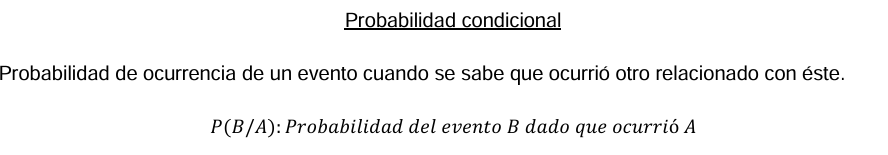 Probabilidad condicional
Probabilidad de ocurrencia de un evento cuando se sabe que ocurrió otro relacionado con éste.
P(B/A): Probabilidad del evento B dado que ocurrió A